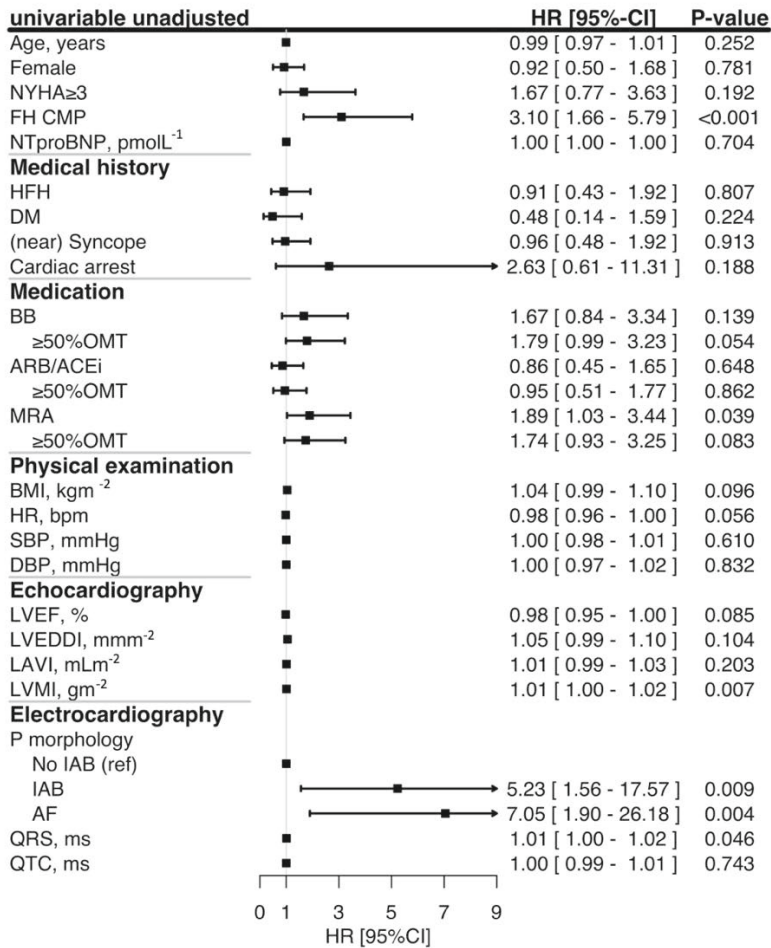 univariable unadjusted HR [95%-CI] P-value
Age, years 0.99 [ 0.97 - 1.01 ] 0.252
Female 0.92 [ 0.50 - 1.68 ] 0.781
NYHA≥3 1.67 [ 0.77 - 3.63 ] 0.192
FH CMP 3.10 [ 1.66 - 5.79 ] <0.001
NTproBNP, pmolL⁻¹ 1.00 [ 1.00 - 1.00 ] 0.704
Medical history
HFH 0.91 [ 0.43 - 1.92 ] 0.807
DM 0.48 [ 0.14 - 1.59 ] 0.224
(near) Syncope 0.96 [ 0.48 - 1.92 ] 0.913
Cardiac arrest 2.63 [ 0.61 - 11.31 ] 0.188
Medication
BB 1.67 [ 0.84 - 3.34 ] 0.139
≥50%OMT 1.79 [ 0.99 - 3.23 ] 0.054
ARB/ACEi 0.86 [ 0.45 - 1.65 ] 0.648
≥50%OMT 0.95 [ 0.51 - 1.77 ] 0.862
MRA 1.89 [ 1.03 - 3.44 ] 0.039
≥50%OMT 1.74 [ 0.93 - 3.25 ] 0.083
Physical examination
BMI, kgm ⁻² 1.04 [ 0.99 - 1.10 ] 0.096
HR, bpm 0.98 [ 0.96 - 1.00 ] 0.056
SBP, mmHg 1.00 [ 0.98 - 1.01 ] 0.610
DBP, mmHg 1.00 [ 0.97 - 1.02 ] 0.832
Echocardiography
LVEF, % 0.98 [ 0.95 - 1.00 ] 0.085
LVEDDI, mmm⁻² 1.05 [ 0.99 - 1.10 ] 0.104
LAVI, mLm⁻² 1.01 [ 0.99 - 1.03 ] 0.203
LVMI, gm⁻² 1.01 [ 1.00 - 1.02 ] 0.007
Electrocardiography
P morphology
No IAB (ref)
IAB 5.23 [ 1.56 - 17.57 ] 0.009
AF 7.05 [ 1.90 - 26.18 ] 0.004
QRS, ms 1.01 [ 1.00 - 1.02 ] 0.046
QTC, ms 1.00 [ 0.99 - 1.01 ] 0.743
0 1 3 6 9
HR [95%CI]